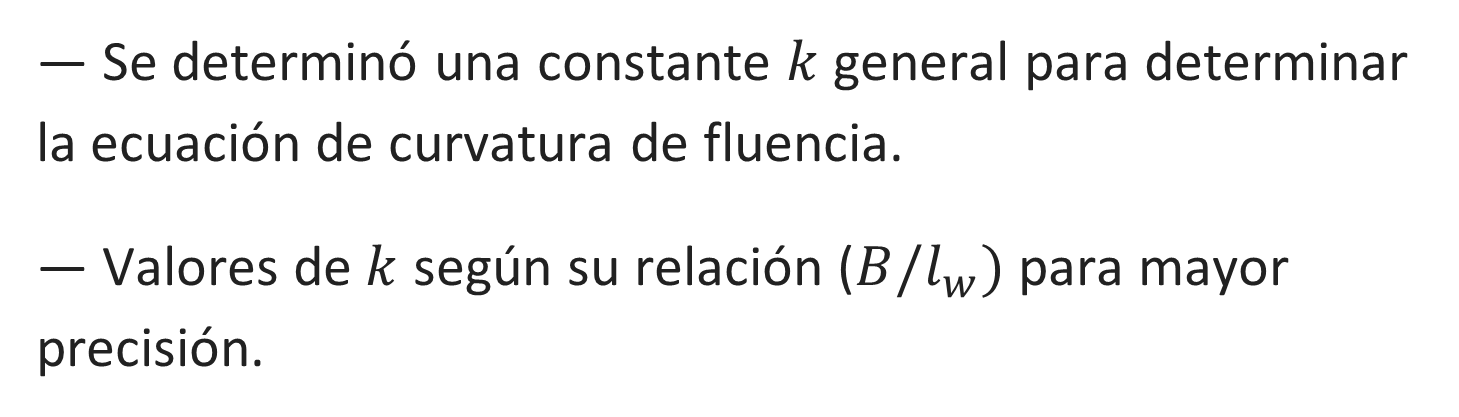 — Se determinó una constante k general para determinar
la ecuación de curvatura de fluencia.
— Valores de k según su relación (B/l_w) para mayor
precisión.